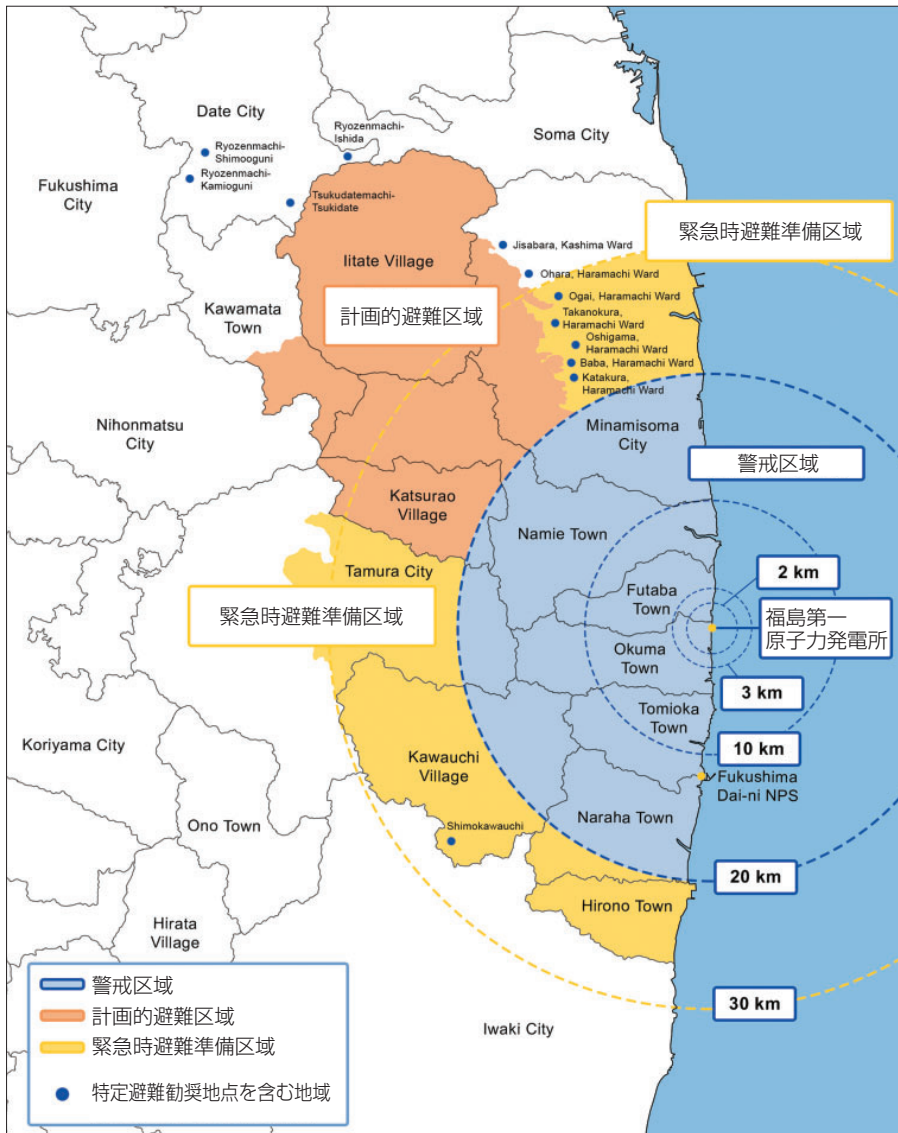 Date City
Ryozenmachi-
Ishida
Soma City
Ryozenmachi-
Shimooguni
Ryozenmachi-
Kamioguni
Fukushima
City
Tsukudatemachi-
Tsukidate
緊急時避難準備区域
Jisabara, Kashima Ward
Iitate Village
Ohara, Haramachi Ward
計画的避難区域
Ogai, Haramachi Ward
Kawamata
Town
Takanokura,
Haramachi Ward
Oshigama,
Haramachi Ward
Baba, Haramachi Ward
Katakura,
Haramachi Ward
Nihonmatsu
City
Minamisoma
City
警戒区域
Katsurao
Village
Namie Town
Tamura City
2 km
Futaba
Town
緊急時避難準備区域
福島第一
原子力発電所
Okuma
Town
3 km
Tomioka
Town
Koriyama City
10 km
Kawauchi
Village
Fukushima
Dai-ni NPS
Ono Town
Shimokawauchi
Naraha Town
20 km
Hirono Town
Hirata
Village
警戒区域
計画的避難区域
緊急時避難準備区域
特定避難勧奨地点を含む地域
30 km
Iwaki City